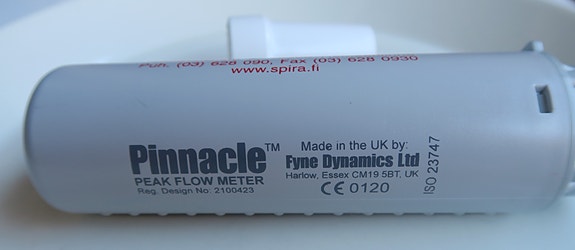 Puh. (03) 628 090, Fax (03) 628 0930
www.spira.fi
Pinnacle™
PEAK FLOW METER
Reg. Design No. 2100423
Made in the UK by:
Fyne Dynamics Ltd
Harlow, Essex CM19 5BT, UK
CE 0120
ISO 23747